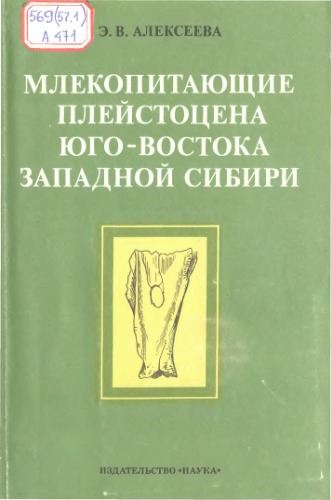 569(57.1)
А 471
Э. В. АЛЕКСЕЕВА
МЛЕКОПИТАЮЩИЕ
ПЛЕЙСТОЦЕНА
ЮГО-ВОСТОКА
ЗАПАДНОЙ СИБИРИ
ИЗДАТЕЛЬСТВО «НАУКА»